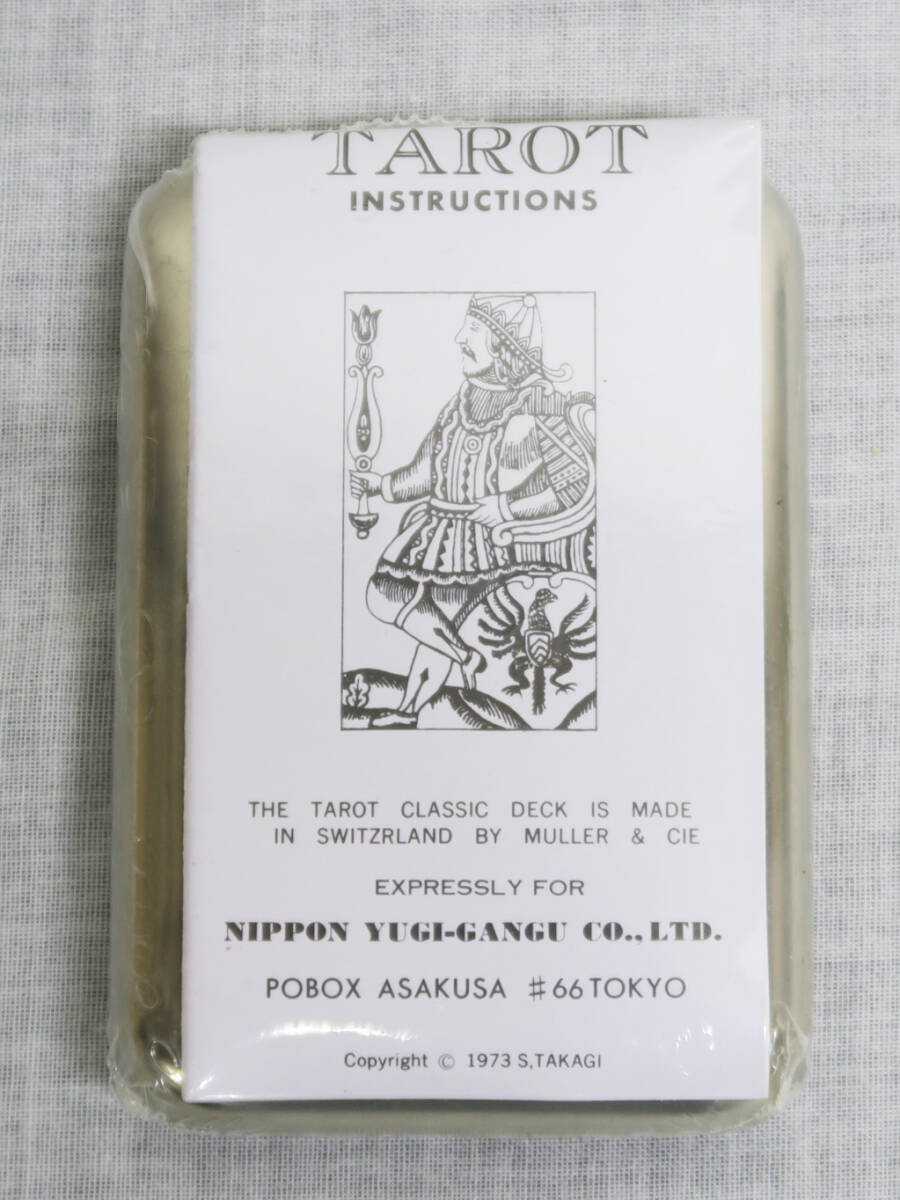 TAROT
INSTRUCTIONS
THE TAROT CLASSIC DECK IS MADE
IN SWITZRLAND BY MULLER & CIE
EXPRESSLY FOR
NIPPON YUGI-GANGU CO., LTD.
POBOX ASAKUSA #66 TOKYO
Copyright © 1973 S,TAKAGI